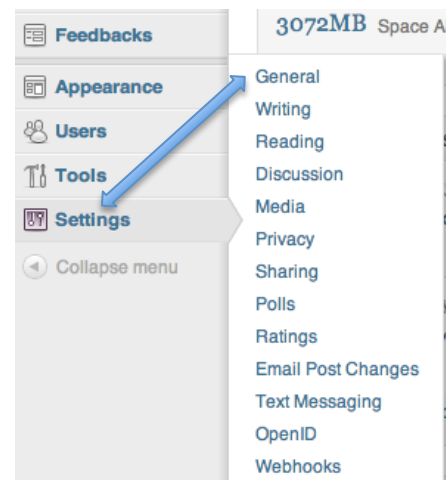 Feedbacks
Appearance
Users
Tools
Settings
Collapse menu
3072MB Space
General
Writing
Reading
Discussion
Media
Privacy
Sharing
Polls
Ratings
Email Post Changes
Text Messaging
OpenID
Webhooks